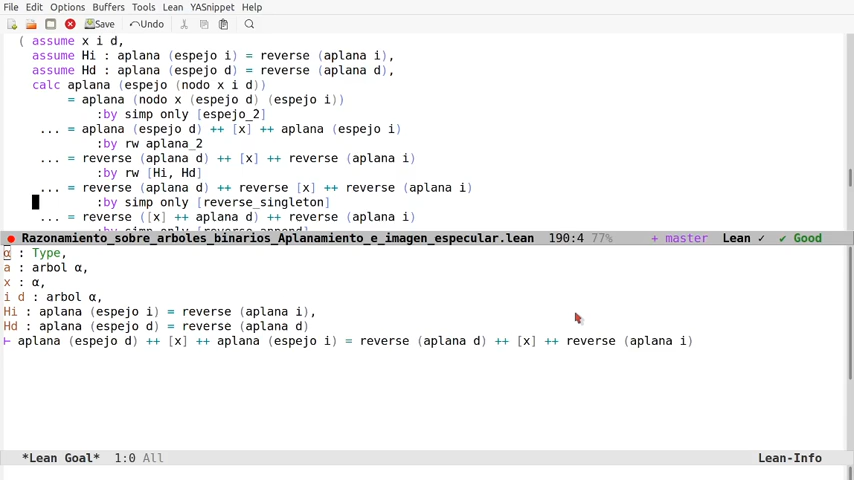 File Edit Options Buffers Tools Lean YASnippet Help
Save Undo
( assume x i d,
assume Hi : aplana (espejo i) = reverse (aplana i),
assume Hd : aplana (espejo d) = reverse (aplana d),
calc aplana (espejo (nodo x i d))
= aplana (nodo x (espejo d) (espejo i))
:by simp only [espejo_2]
... = aplana (espejo d) ++ [x] ++ aplana (espejo i)
:by rw aplana_2
... = reverse (aplana d) ++ [x] ++ reverse (aplana i)
:by rw [Hi, Hd]
... = reverse (aplana d) ++ reverse [x] ++ reverse (aplana i)
:by simp only [reverse_singleton]
... = reverse ([x] ++ aplana d) ++ reverse (aplana i)
:by simp only [reverse_append]
Razonamiento_sobre_arboles_binarios_Aplanamiento_e_imagen_especular.lean 190:4 77% + master Lean ✓ ✔ Good
α : Type,
a : arbol α,
x : α,
i d : arbol α,
Hi : aplana (espejo i) = reverse (aplana i),
Hd : aplana (espejo d) = reverse (aplana d)
⊢ aplana (espejo d) ++ [x] ++ aplana (espejo i) = reverse (aplana d) ++ [x] ++ reverse (aplana i)
*Lean Goal* 1:0 All Lean-Info